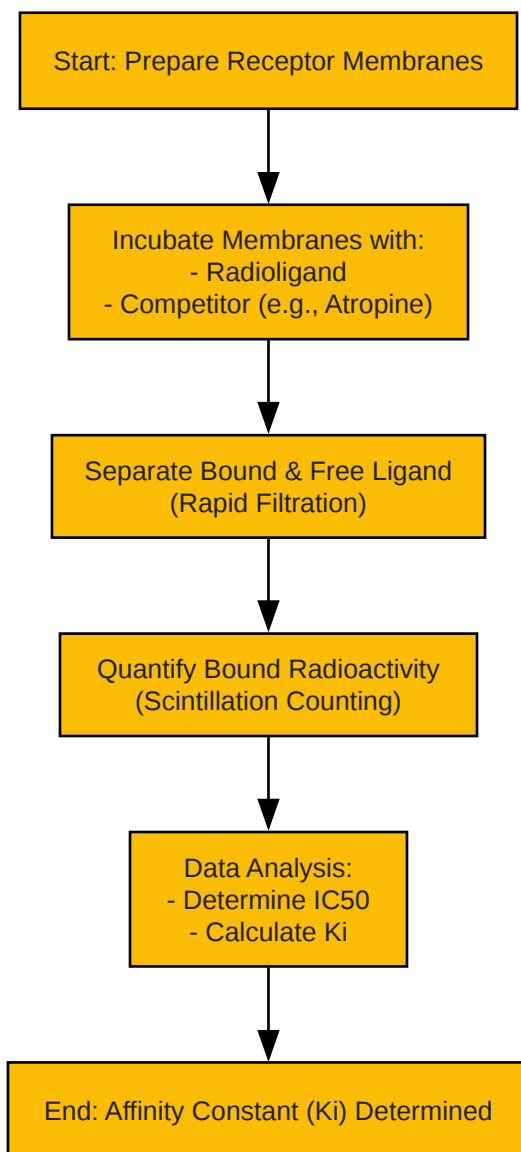 Start: Prepare Receptor Membranes
Incubate Membranes with:
- Radioligand
- Competitor (e.g., Atropine)
Separate Bound & Free Ligand
(Rapid Filtration)
Quantify Bound Radioactivity
(Scintillation Counting)
Data Analysis:
- Determine IC50
- Calculate Ki
End: Affinity Constant (Ki) Determined